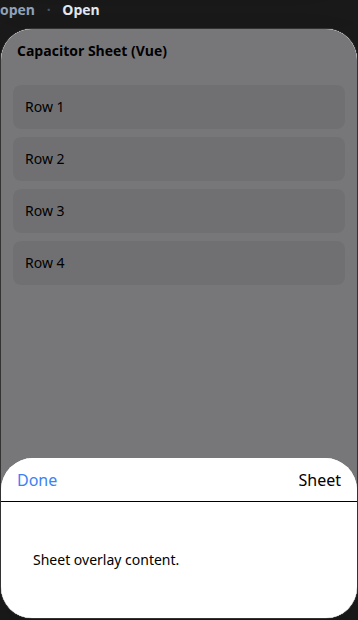 open · Open
Capacitor Sheet (Vue)
Row 1
Row 2
Row 3
Row 4
Done Sheet
Sheet overlay content.